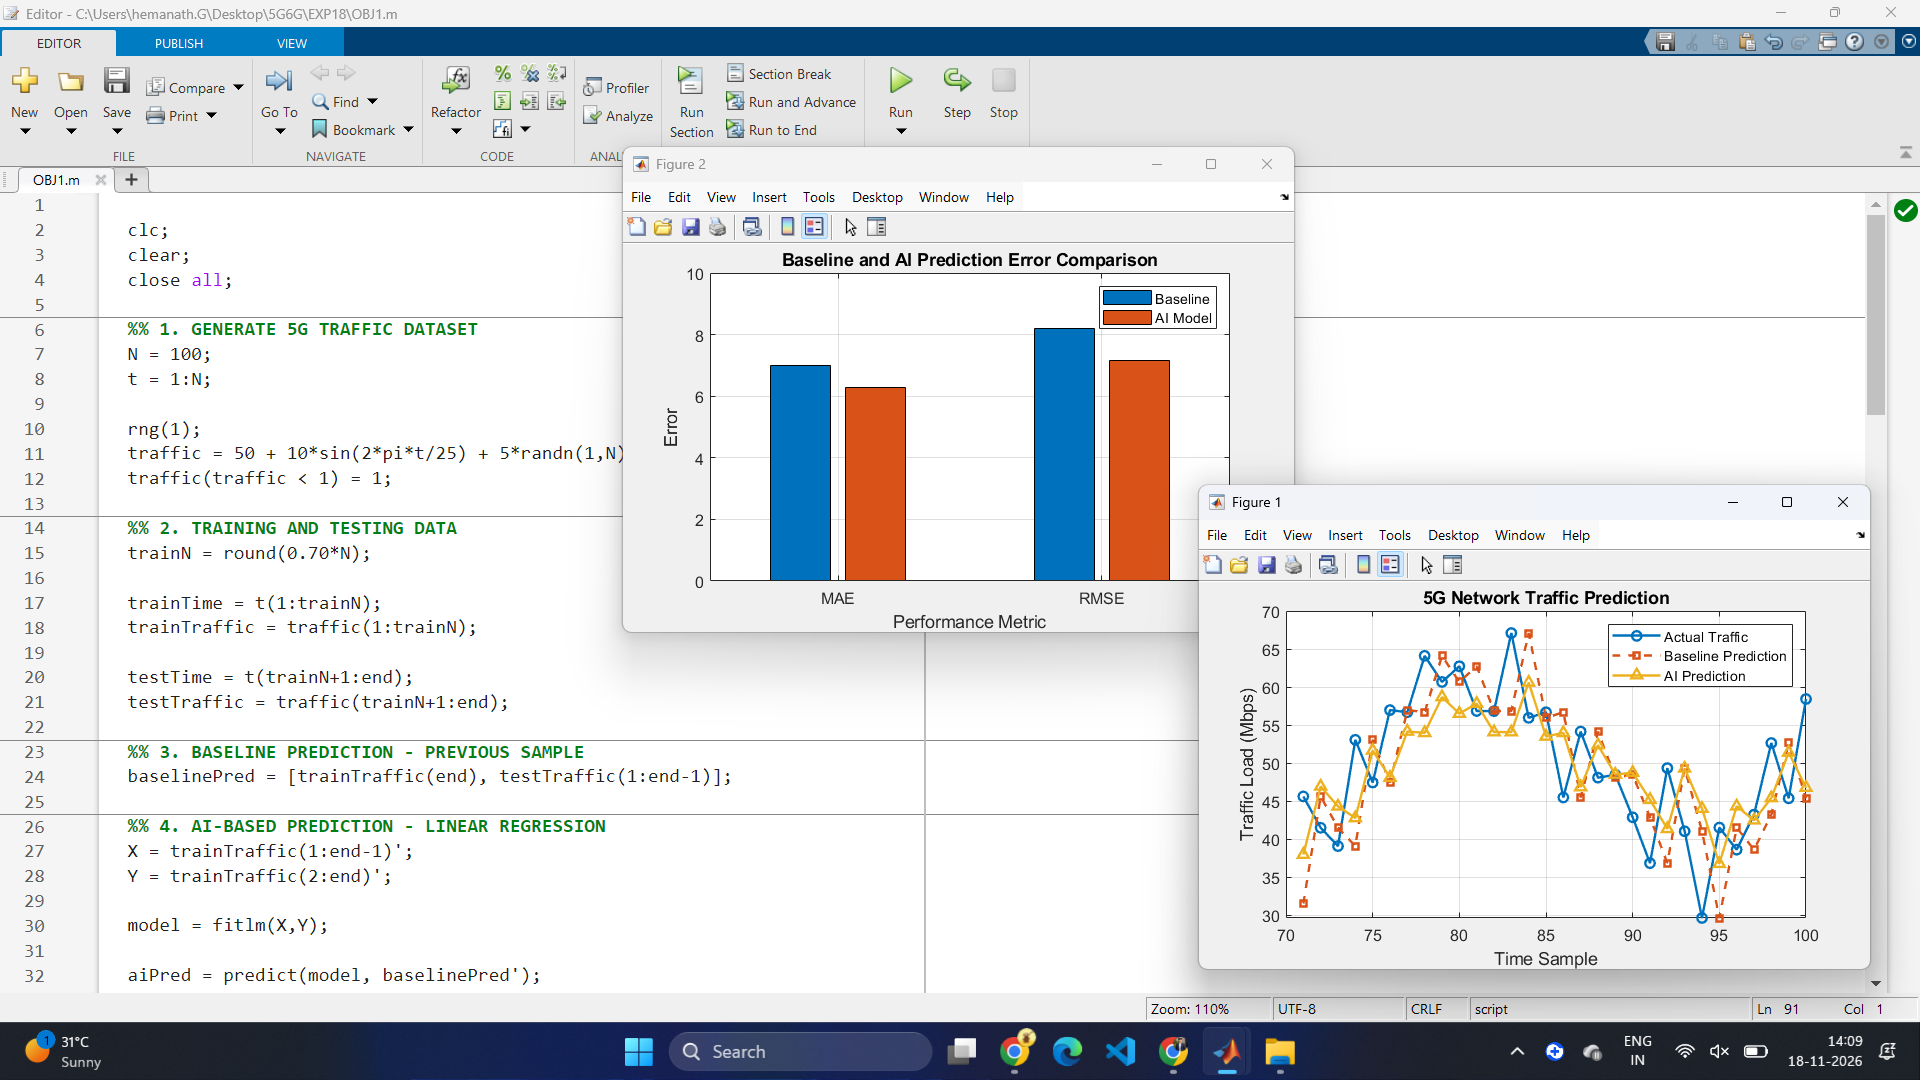 Editor - C:\Users\hemanath.G\Desktop\5G6G\EXP18\OBJ1.m
EDITOR PUBLISH VIEW
New Open Save Compare Print
FILE
Go To Find Bookmark
NAVIGATE
Refactor
CODE
Profiler Analyze
ANAL
Run Section Section Break Run and Advance Run to End
Run Step Stop
OBJ1.m
1
2 clc;
3 clear;
4 close all;
5
6 %% 1. GENERATE 5G TRAFFIC DATASET
7 N = 100;
8 t = 1:N;
9
10 rng(1);
11 traffic = 50 + 10*sin(2*pi*t/25) + 5*randn(1,N)
12 traffic(traffic < 1) = 1;
13
14 %% 2. TRAINING AND TESTING DATA
15 trainN = round(0.70*N);
16
17 trainTime = t(1:trainN);
18 trainTraffic = traffic(1:trainN);
19
20 testTime = t(trainN+1:end);
21 testTraffic = traffic(trainN+1:end);
22
23 %% 3. BASELINE PREDICTION - PREVIOUS SAMPLE
24 baselinePred = [trainTraffic(end), testTraffic(1:end-1)];
25
26 %% 4. AI-BASED PREDICTION - LINEAR REGRESSION
27 X = trainTraffic(1:end-1)';
28 Y = trainTraffic(2:end)';
29
30 model = fitlm(X,Y);
31
32 aiPred = predict(model, baselinePred');
Figure 2
File Edit View Insert Tools Desktop Window Help
Baseline and AI Prediction Error Comparison
10
8
6
4
2
0
Error
Baseline
AI Model
MAE RMSE
Performance Metric
Figure 1
File Edit View Insert Tools Desktop Window Help
5G Network Traffic Prediction
70
65
60
55
50
45
40
35
30
Traffic Load (Mbps)
Actual Traffic
Baseline Prediction
AI Prediction
70 75 80 85 90 95 100
Time Sample
Zoom: 110% UTF-8 CRLF script Ln 91 Col 1
1
31°C
Sunny
Search
ENG
IN
14:09
18-11-2026